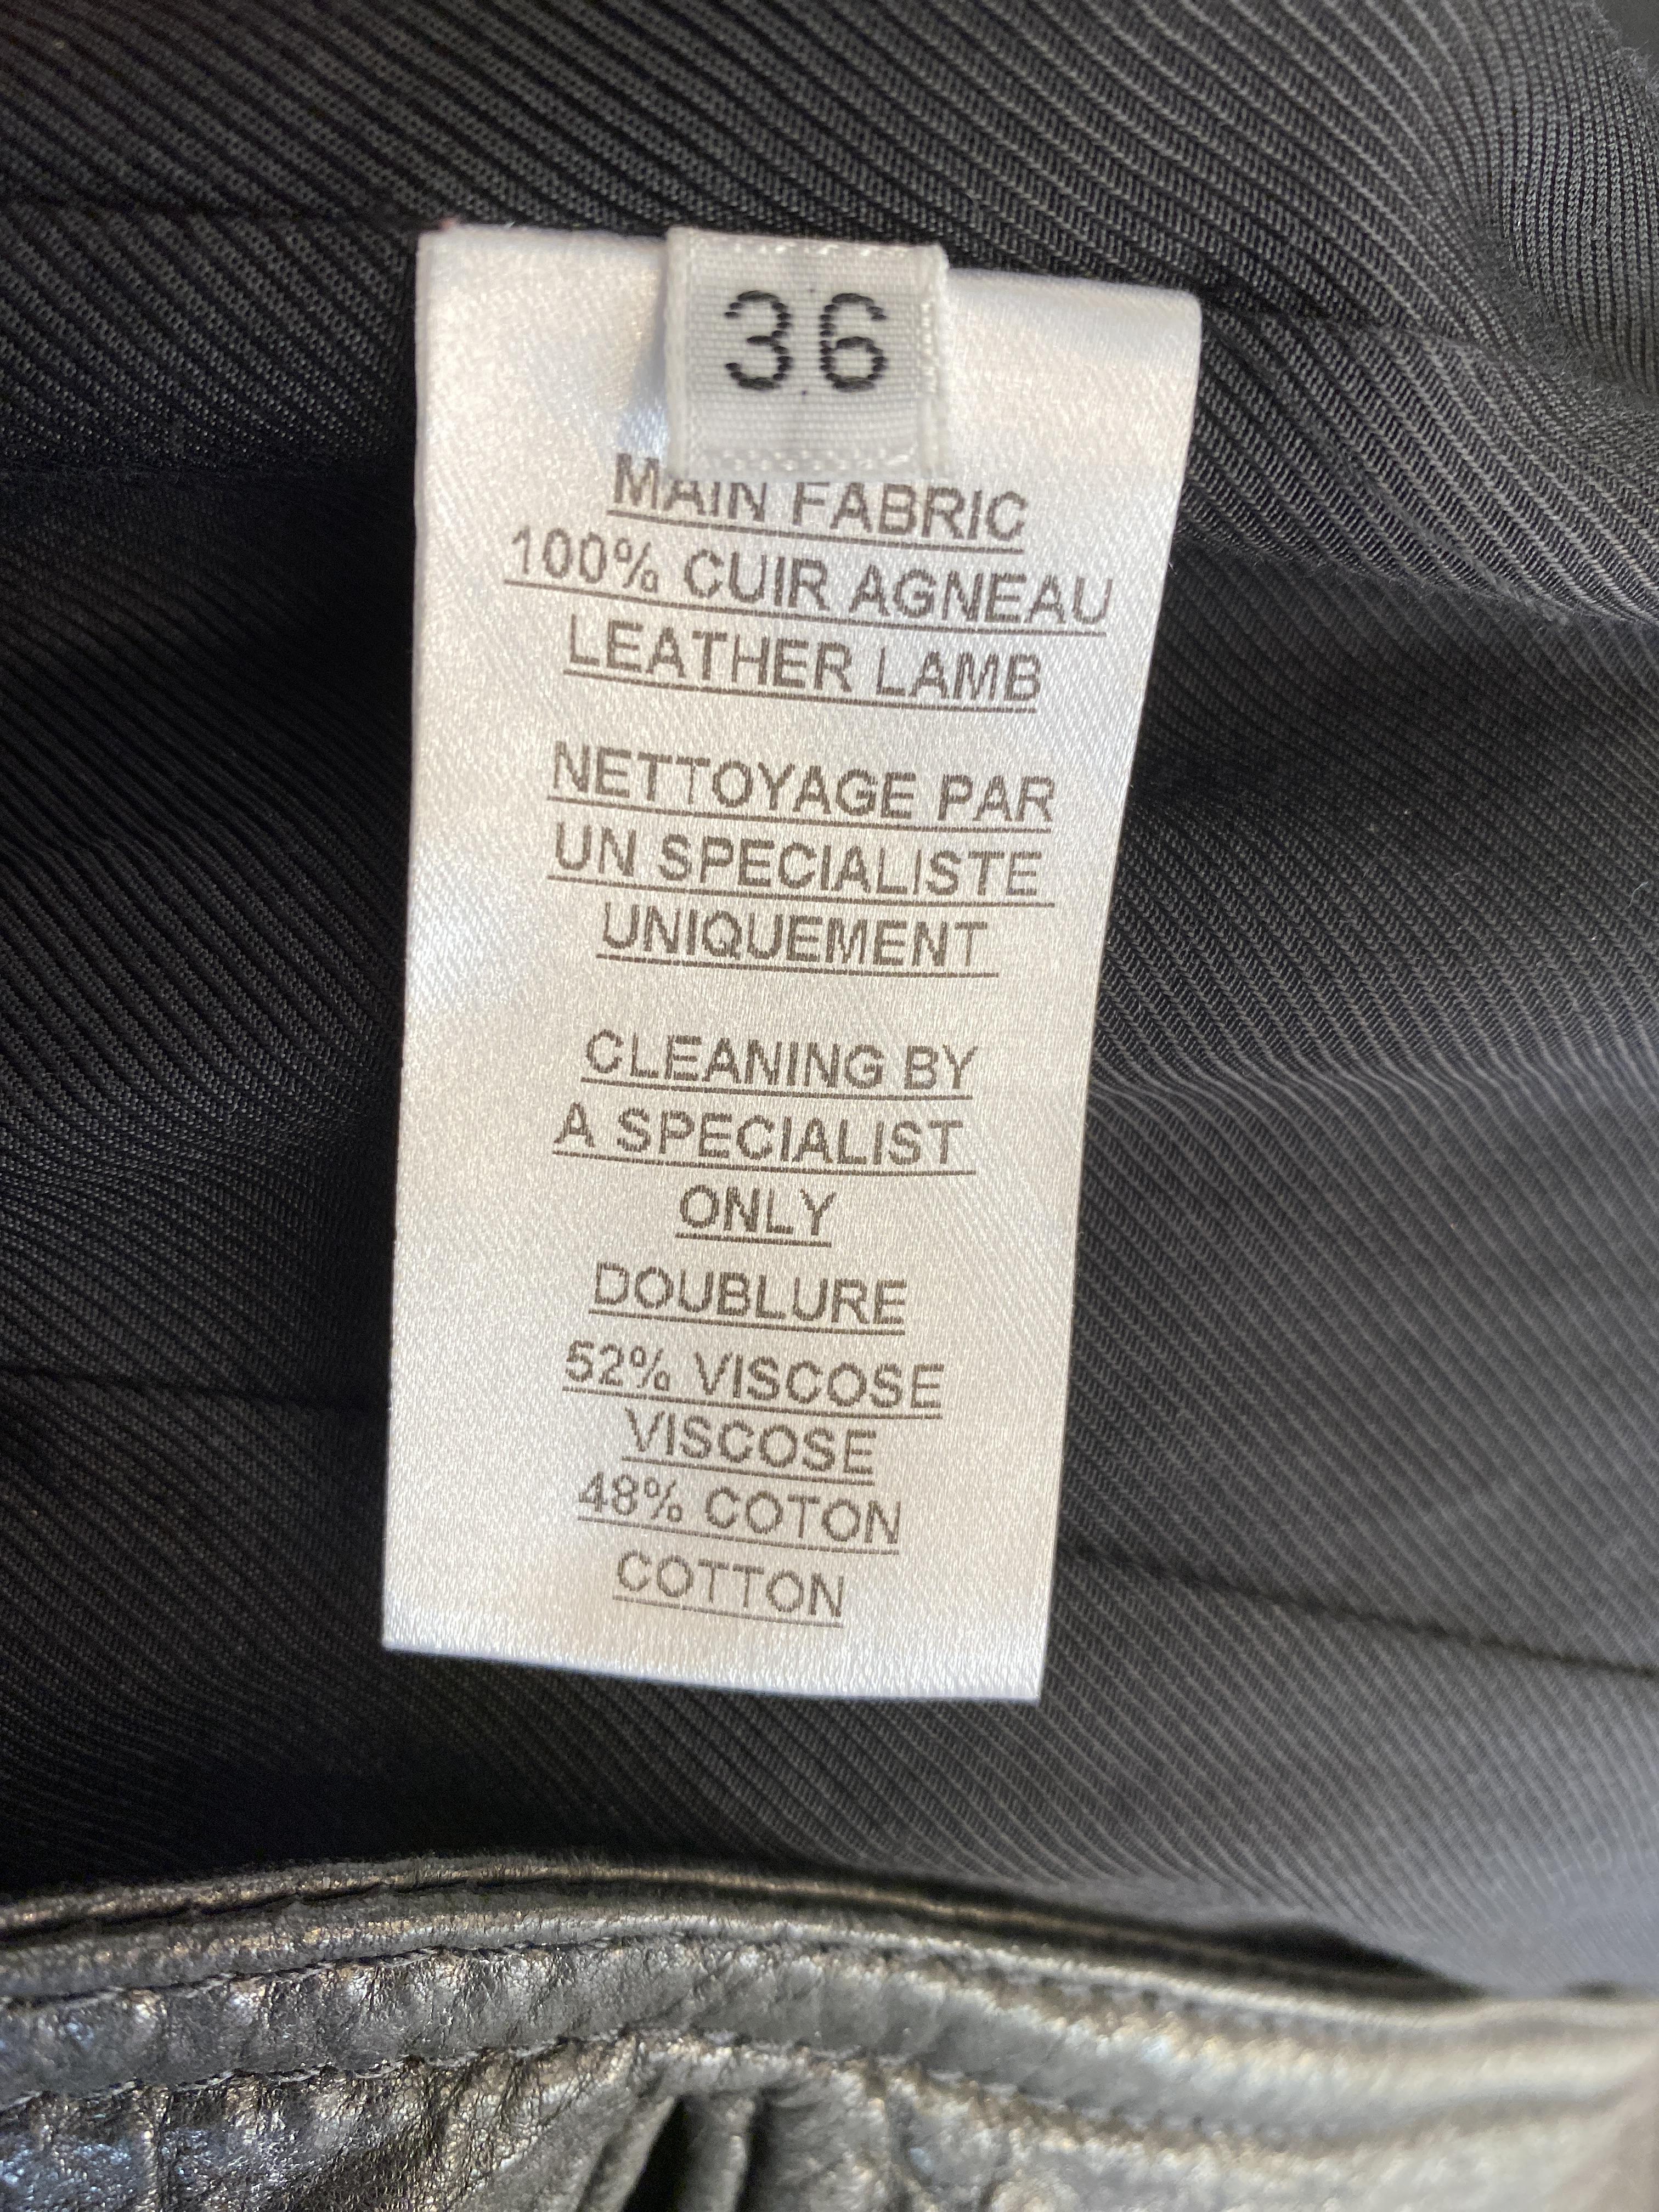 36
MAIN FABRIC
100% CUIR AGNEAU
LEATHER LAMB
NETTOYAGE PAR
UN SPECIALISTE
UNIQUEMENT
CLEANING BY
A SPECIALIST
ONLY
DOUBLURE
52% VISCOSE
VISCOSE
48% COTON
COTTON